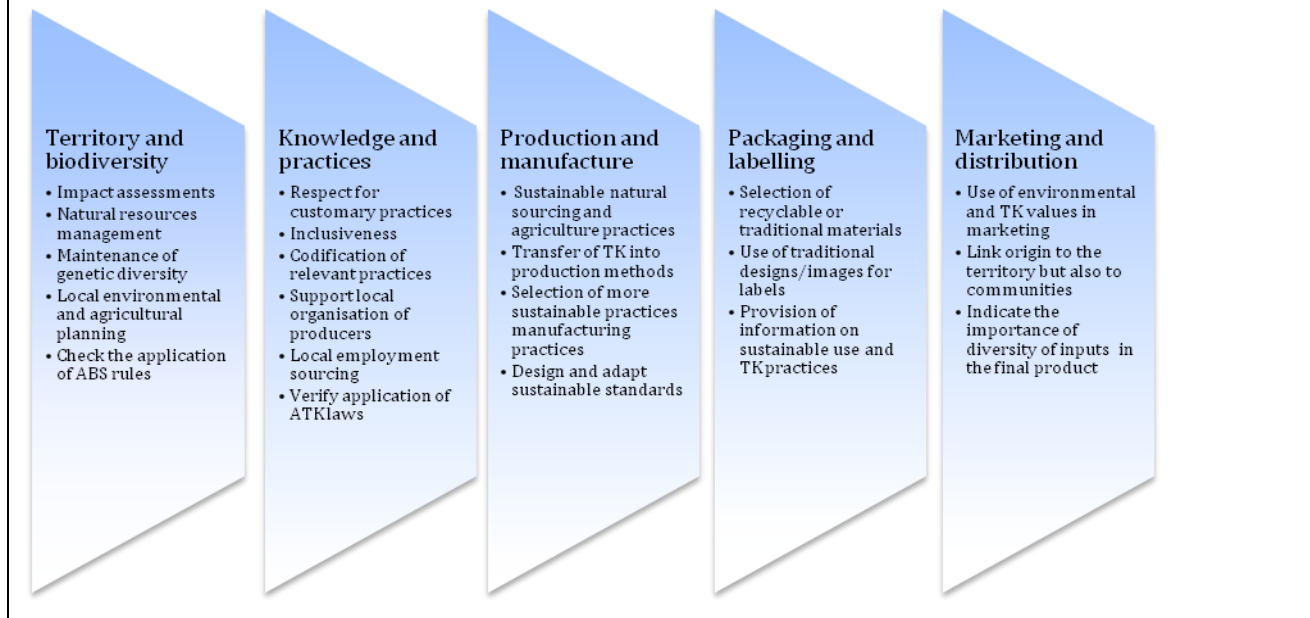 Territory and
biodiversity
• Impact assessments
• Natural resources
management
• Maintenance of
genetic diversity
• Local environmental
and agricultural
planning
• Check the application
of ABS rules
Knowledge and
practices
• Respect for
customary practices
• Inclusiveness
• Codification of
relevant practices
• Support local
organisation of
producers
• Local employment
sourcing
• Verify application of
ATK laws
Production and
manufacture
• Sustainable natural
sourcing and
agriculture practices
• Transfer of TK into
production methods
• Selection of more
sustainable practices
manufacturing
practices
• Design and adapt
sustainable standards
Packaging and
labelling
• Selection of
recyclable or
traditional materials
• Use of traditional
designs/images for
labels
• Provision of
information on
sustainable use and
TK practices
Marketing and
distribution
• Use of environmental
and TK values in
marketing
• Link origin to the
territory but also to
communities
• Indicate the
importance of
diversity of inputs in
the final product